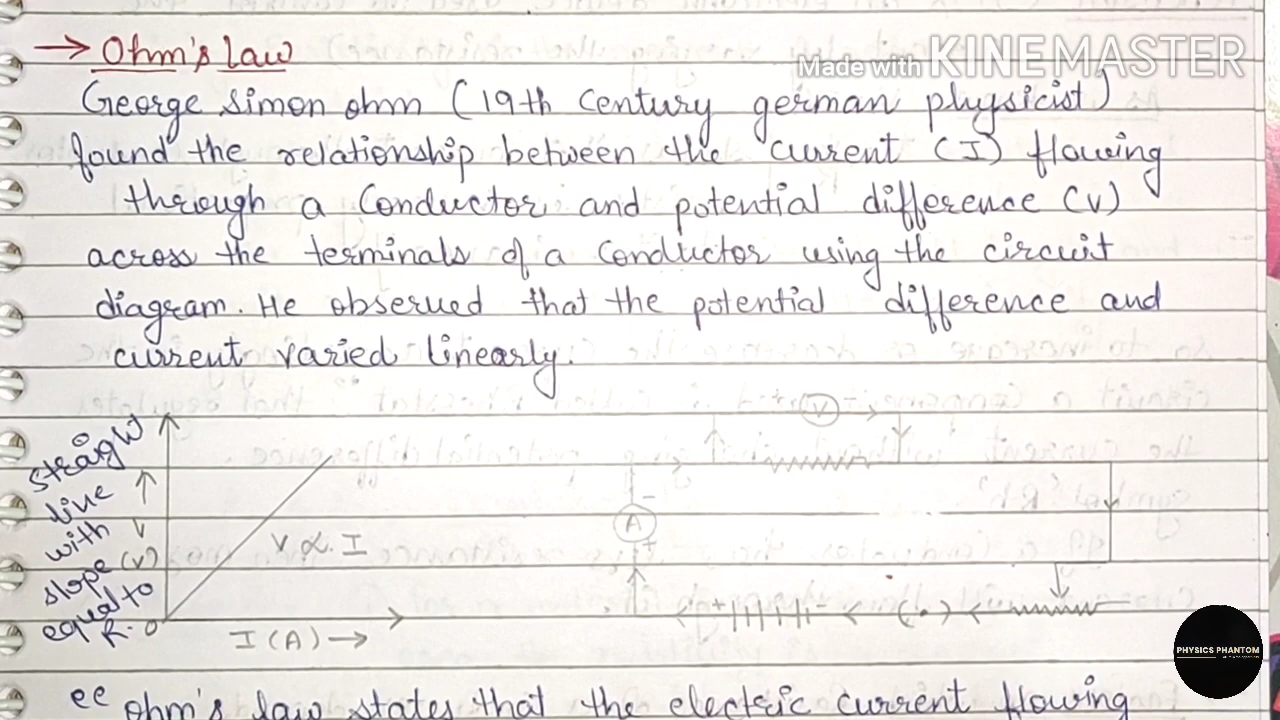 Made with KINEMASTER
→ Ohm's law
George Simon ohm (19th Century german physicist)
found the relationship between the current (I) flowing
through a Conductor and potential difference (V)
across the terminals of a Conductor using the circuit
diagram. He observed that the potential difference and
current varied linearly.
straight
line
with
slope (V)
equal to
R.
V ∝ I
0
I (A) →
+ V
-
A
+
+ -
(.)
PHYSICS PHANTOM
"Ohm's law states that the electric current flowing